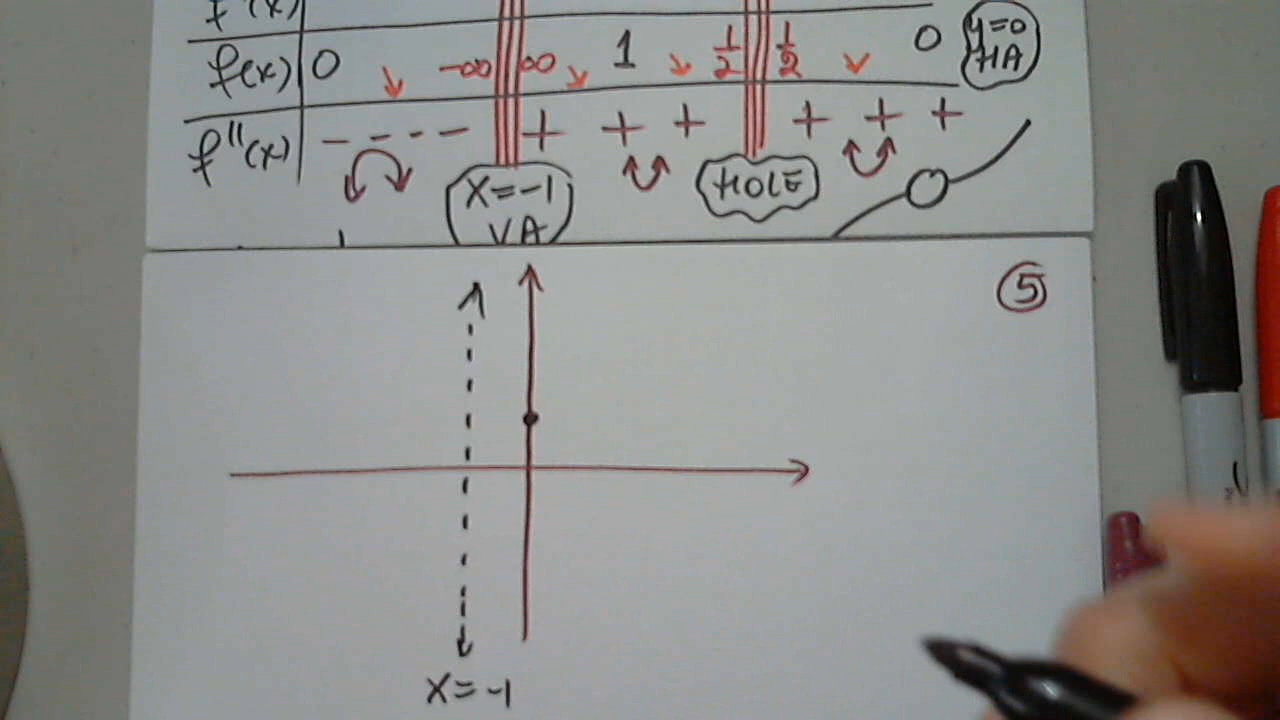 f'(x)
f(x) 0 ↘ -∞ ∞ ↘ 1 ↘ 1/2 1/2 ↘ 0 y=0 HA
f''(x) - - - - + + + + + +
X=-1
VA
HOLE
5
X=-1